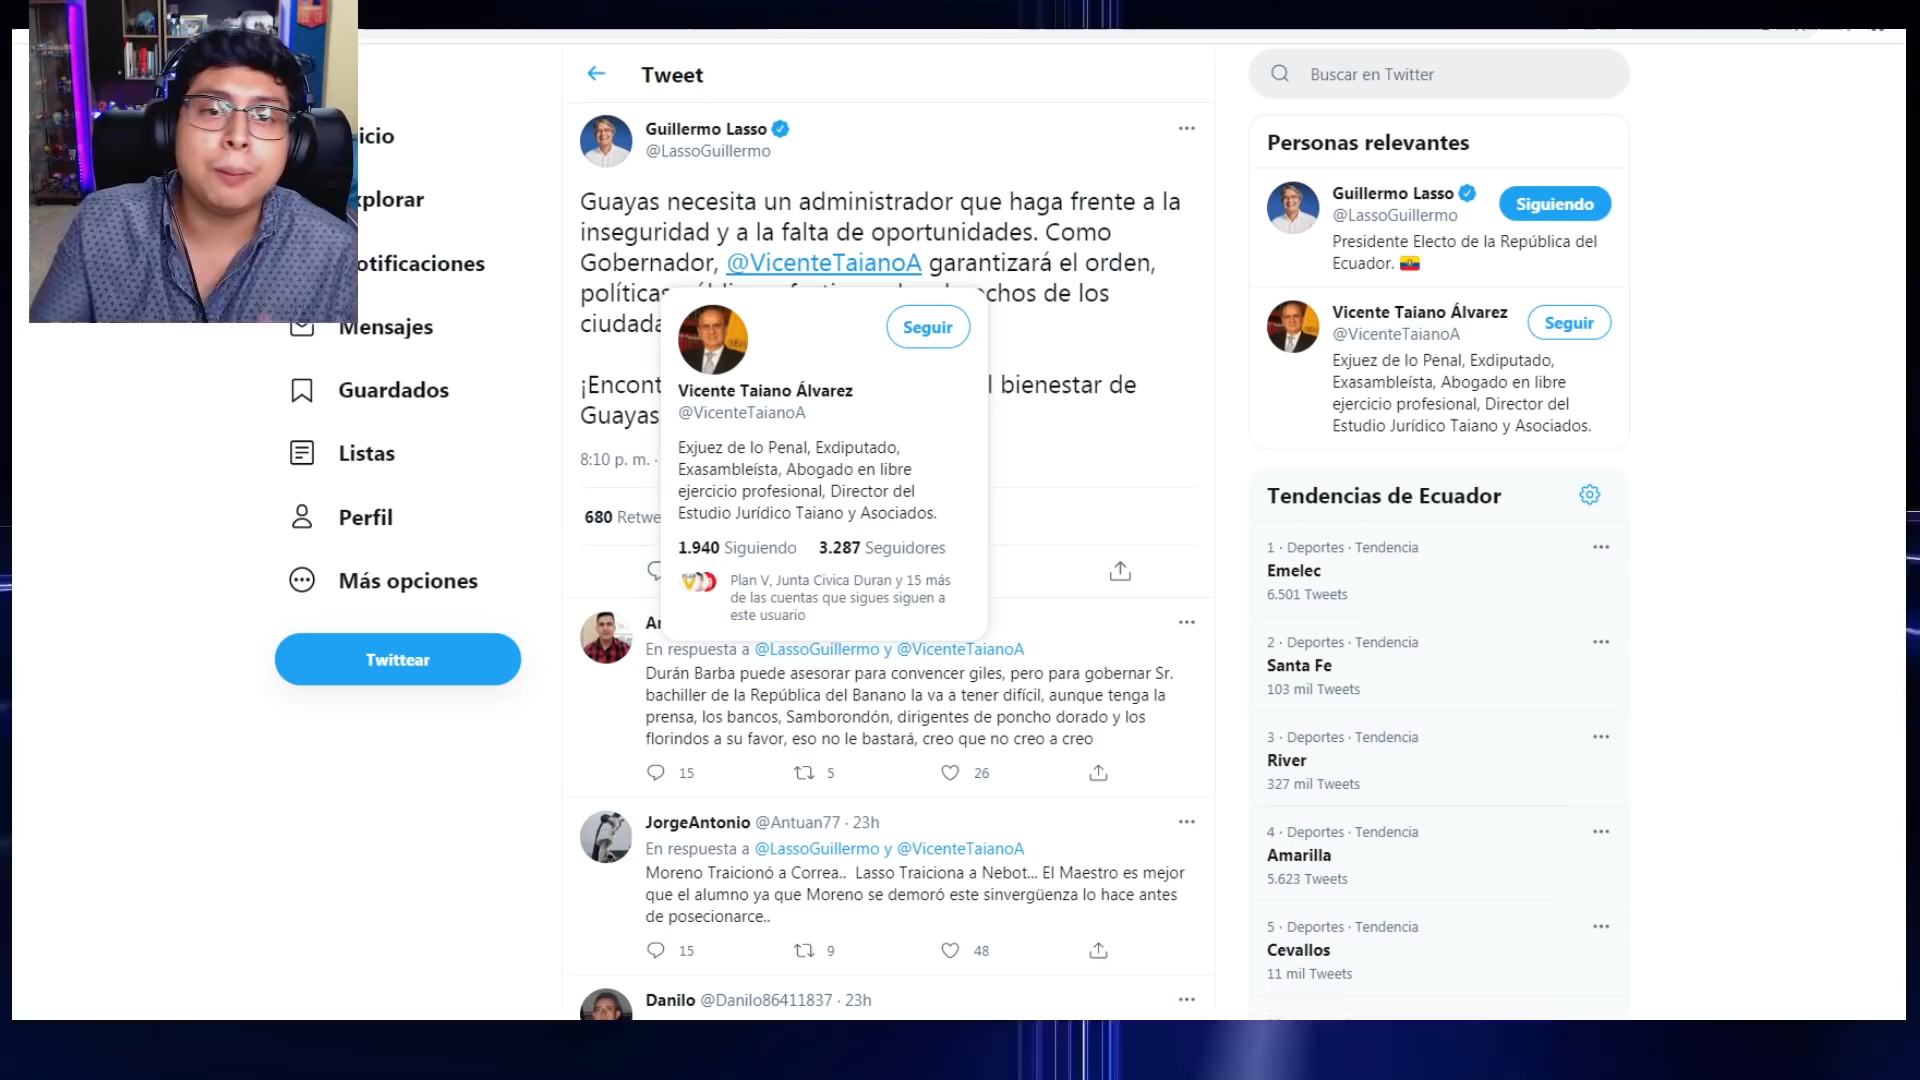 icio
xplorar
otificaciones
Mensajes
Guardados
Listas
Perfil
Más opciones
Twittear
Tweet
Guillermo Lasso
@LassoGuillermo
Guayas necesita un administrador que haga frente a la
inseguridad y a la falta de oportunidades. Como
Gobernador, @VicenteTaianoA garantizará el orden,
políticas chos de los
ciudada
¡Encont l bienestar de
Guayas
8:10 p. m. ·
680 Retwe
Seguir
Vicente Taiano Álvarez
@VicenteTaianoA
Exjuez de lo Penal, Exdiputado,
Exasambleísta, Abogado en libre
ejercicio profesional, Director del
Estudio Jurídico Taiano y Asociados.
1.940 Siguiendo 3.287 Seguidores
Plan V, Junta Civica Duran y 15 más
de las cuentas que sigues siguen a
este usuario
En respuesta a @LassoGuillermo y @VicenteTaianoA
Durán Barba puede asesorar para convencer giles, pero para gobernar Sr.
bachiller de la República del Banano la va a tener difícil, aunque tenga la
prensa, los bancos, Samborondón, dirigentes de poncho dorado y los
florindos a su favor, eso no le bastará, creo que no creo a creo
15 5 26
JorgeAntonio @Antuan77 · 23h
En respuesta a @LassoGuillermo y @VicenteTaianoA
Moreno Traicionó a Correa.. Lasso Traiciona a Nebot... El Maestro es mejor
que el alumno ya que Moreno se demoró este sinvergüenza lo hace antes
de posecionarce..
15 9 48
Danilo @Danilo86411837 · 23h
Buscar en Twitter
Personas relevantes
Guillermo Lasso
@LassoGuillermo
Siguiendo
Presidente Electo de la República del
Ecuador.
Vicente Taiano Álvarez
@VicenteTaianoA
Seguir
Exjuez de lo Penal, Exdiputado,
Exasambleísta, Abogado en libre
ejercicio profesional, Director del
Estudio Jurídico Taiano y Asociados.
Tendencias de Ecuador
1 · Deportes · Tendencia
Emelec
6.501 Tweets
2 · Deportes · Tendencia
Santa Fe
103 mil Tweets
3 · Deportes · Tendencia
River
327 mil Tweets
4 · Deportes · Tendencia
Amarilla
5.623 Tweets
5 · Deportes · Tendencia
Cevallos
11 mil Tweets